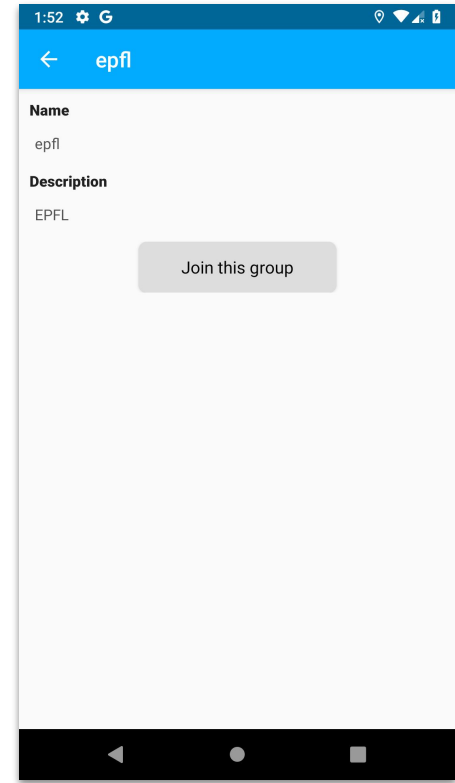 1:52 G
epfl
Name
epfl
Description
EPFL
Join this group